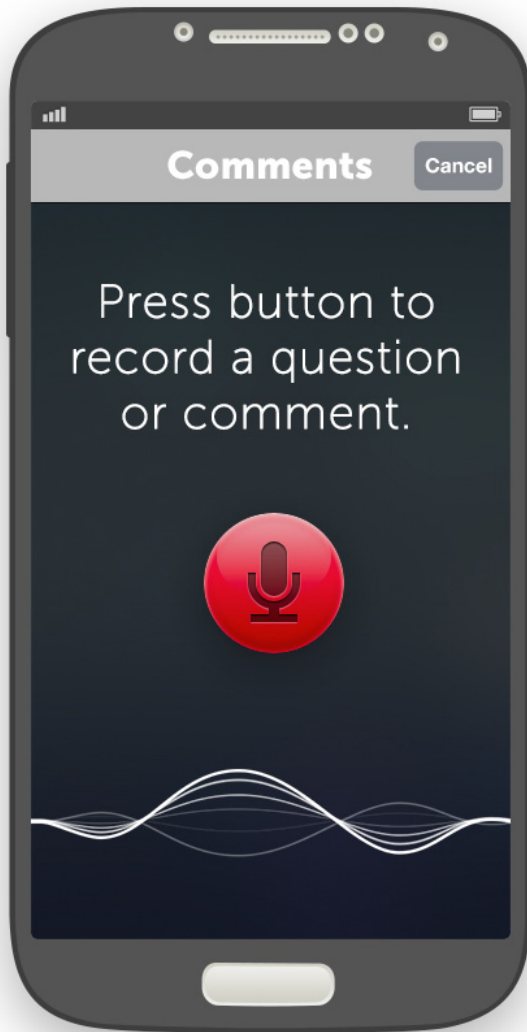 Comments
Cancel
Press button to
record a question
or comment.